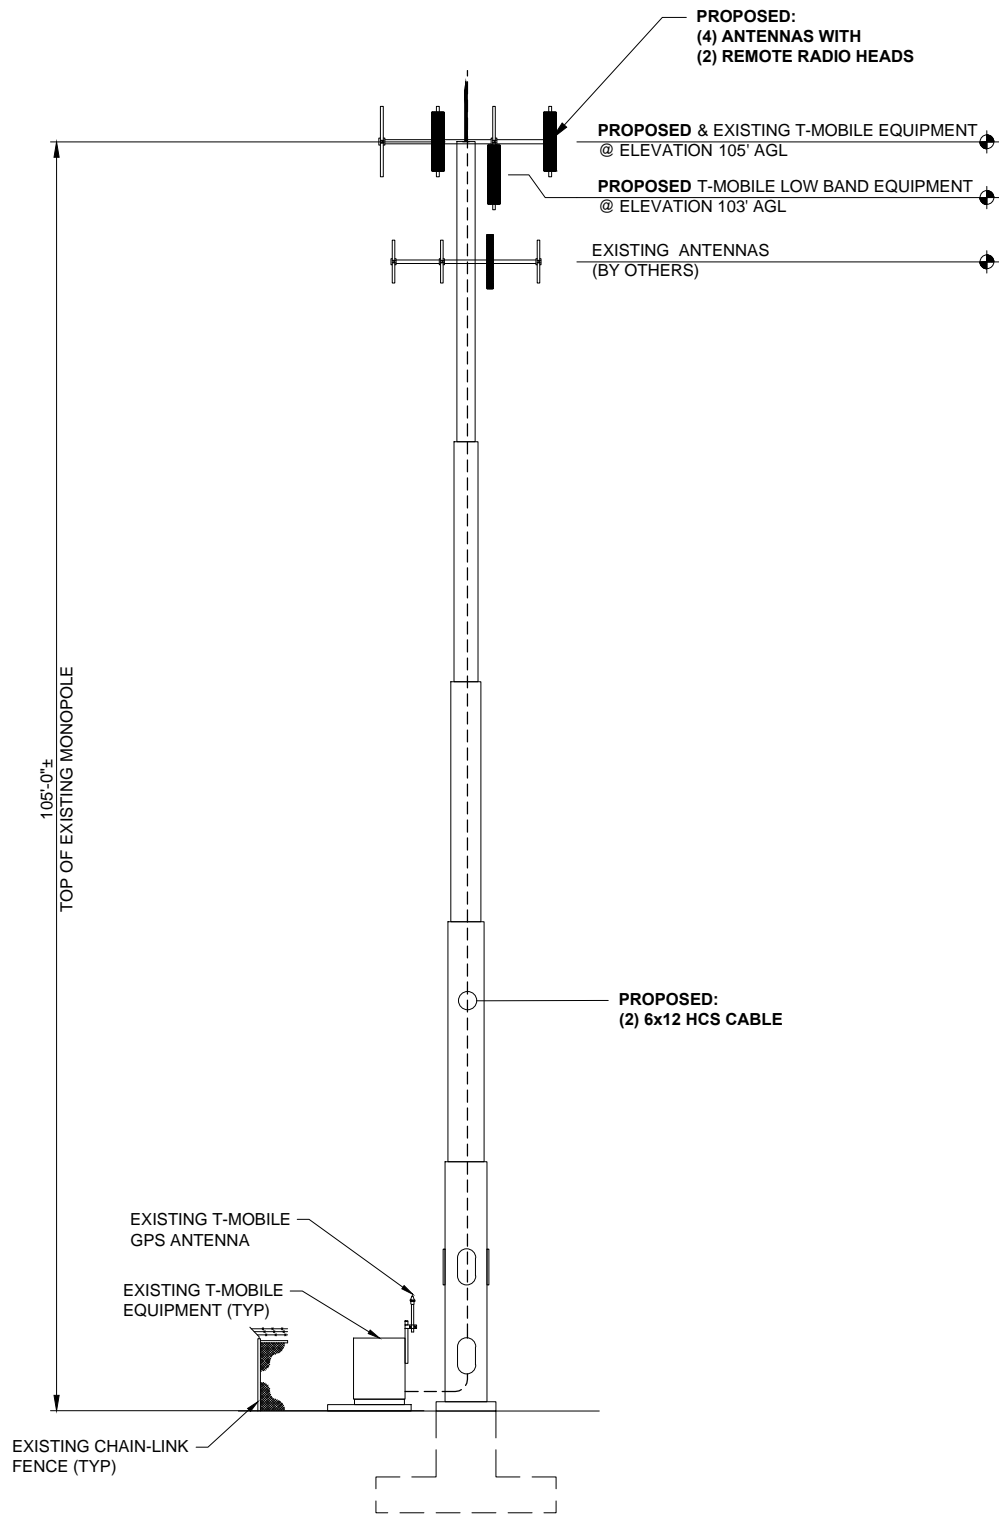 PROPOSED:
(4) ANTENNAS WITH
(2) REMOTE RADIO HEADS
PROPOSED & EXISTING T-MOBILE EQUIPMENT
@ ELEVATION 105' AGL
PROPOSED T-MOBILE LOW BAND EQUIPMENT
@ ELEVATION 103' AGL
EXISTING ANTENNAS
(BY OTHERS)
105'-0"±
TOP OF EXISTING MONOPOLE
PROPOSED:
(2) 6x12 HCS CABLE
EXISTING T-MOBILE
GPS ANTENNA
EXISTING T-MOBILE
EQUIPMENT (TYP)
EXISTING CHAIN-LINK
FENCE (TYP)